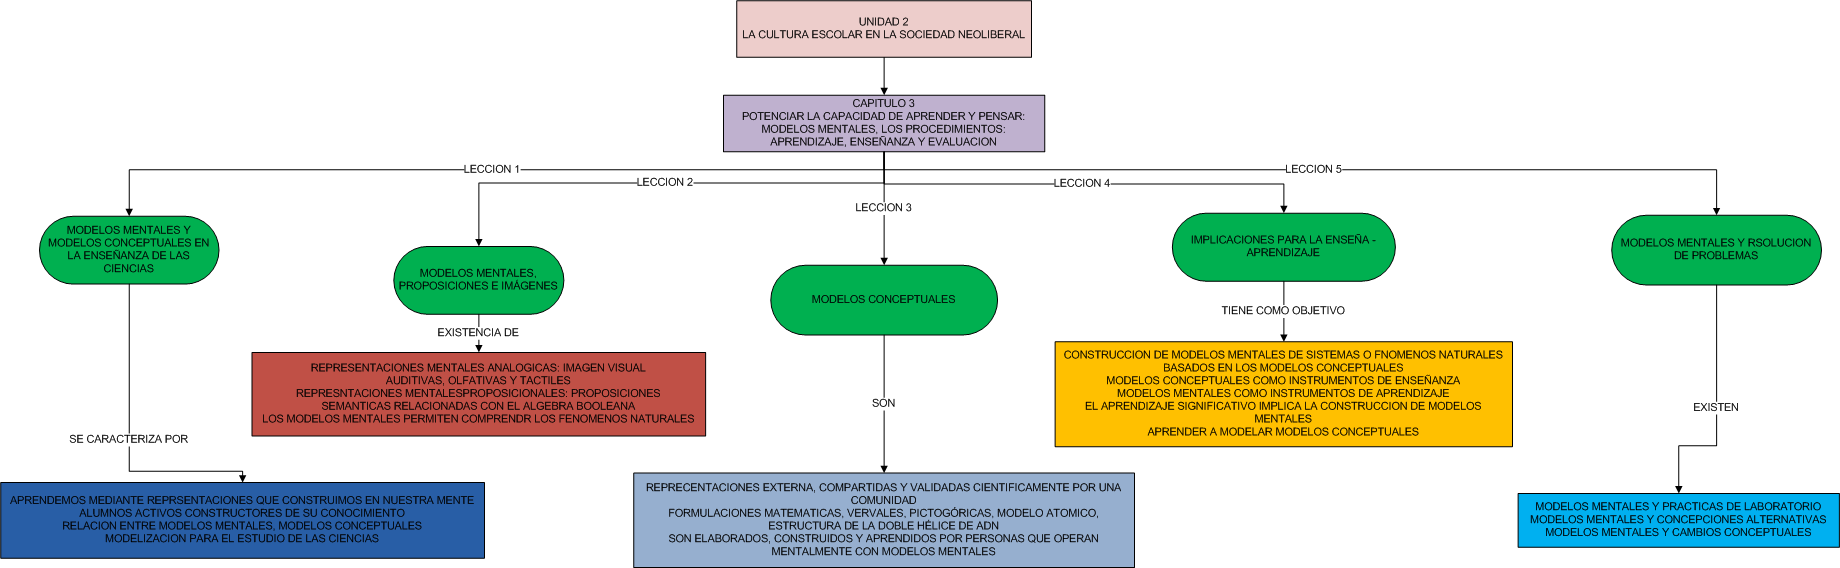 UNIDAD 2
LA CULTURA ESCOLAR EN LA SOCIEDAD NEOLIBERAL
CAPITULO 3
POTENCIAR LA CAPACIDAD DE APRENDER Y PENSAR:
MODELOS MENTALES, LOS PROCEDIMIENTOS:
APRENDIZAJE, ENSEÑANZA Y EVALUACION
LECCION 1
LECCION 2
LECCION 3
LECCION 4
LECCION 5
MODELOS MENTALES Y
MODELOS CONCEPTUALES EN
LA ENSEÑANZA DE LAS
CIENCIAS
MODELOS MENTALES,
PROPOSICIONES E IMÁGENES
MODELOS CONCEPTUALES
IMPLICACIONES PARA LA ENSEÑA -
APRENDIZAJE
MODELOS MENTALES Y RSOLUCION
DE PROBLEMAS
SE CARACTERIZA POR
EXISTENCIA DE
SON
TIENE COMO OBJETIVO
EXISTEN
APRENDEMOS MEDIANTE REPRSENTACIONES QUE CONSTRUIMOS EN NUESTRA MENTE
ALUMNOS ACTIVOS CONSTRUCTORES DE SU CONOCIMIENTO
RELACION ENTRE MODELOS MENTALES, MODELOS CONCEPTUALES
MODELIZACION PARA EL ESTUDIO DE LAS CIENCIAS
REPRESENTACIONES MENTALES ANALOGICAS: IMAGEN VISUAL
AUDITIVAS, OLFATIVAS Y TACTILES
REPRESNTACIONES MENTALESPROPOSICIONALES: PROPOSICIONES
SEMANTICAS RELACIONADAS CON EL ALGEBRA BOOLEANA
LOS MODELOS MENTALES PERMITEN COMPRENDR LOS FENOMENOS NATURALES
REPRECENTACIONES EXTERNA, COMPARTIDAS Y VALIDADAS CIENTIFICAMENTE POR UNA
COMUNIDAD
FORMULACIONES MATEMATICAS, VERVALES, PICTOGÓRICAS, MODELO ATOMICO,
ESTRUCTURA DE LA DOBLE HÉLICE DE ADN
SON ELABORADOS, CONSTRUIDOS Y APRENDIDOS POR PERSONAS QUE OPERAN
MENTALMENTE CON MODELOS MENTALES
CONSTRUCCION DE MODELOS MENTALES DE SISTEMAS O FNOMENOS NATURALES
BASADOS EN LOS MODELOS CONCEPTUALES
MODELOS CONCEPTUALES COMO INSTRUMENTOS DE ENSEÑANZA
MODELOS MENTALES COMO INSTRUMENTOS DE APRENDIZAJE
EL APRENDIZAJE SIGNIFICATIVO IMPLICA LA CONSTRUCCION DE MODELOS
MENTALES
APRENDER A MODELAR MODELOS CONCEPTUALES
MODELOS MENTALES Y PRACTICAS DE LABORATORIO
MODELOS MENTALES Y CONCEPCIONES ALTERNATIVAS
MODELOS MENTALES Y CAMBIOS CONCEPTUALES